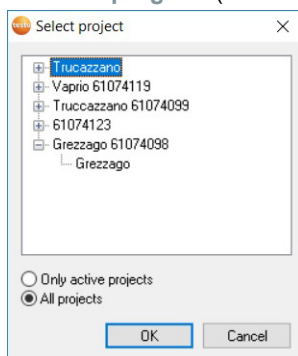 Select project
Trucazzano
Vaprio 61074119
Truccazzano 61074099
61074123
Grezzago 61074098
Grezzago
Only active projects
All projects
OK Cancel